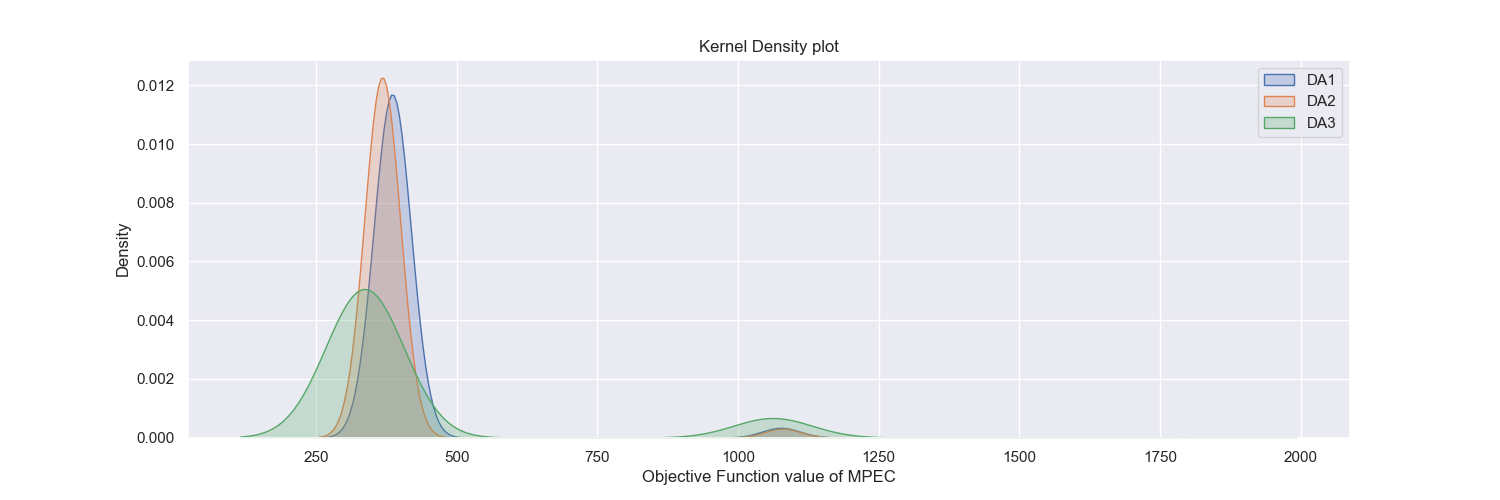 Kernel Density plot
DA1
DA2
DA3
0.012
0.010
0.008
0.006
0.004
0.002
0.000
Density
250 500 750 1000 1250 1500 1750 2000
Objective Function value of MPEC